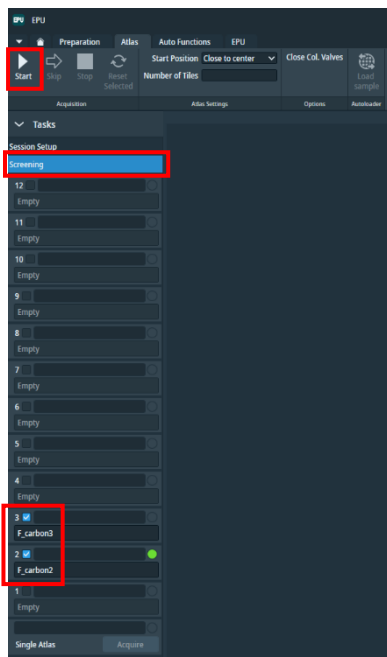 EPU EPU
Preparation Atlas Auto Functions EPU
Start Skip Stop Reset Selected
Start Position Close to center
Number of Tiles
Close Col. Valves
Load sample
Acquisition Atlas Settings Options Autoloader
Tasks
Session Setup
Screening
12
Empty
11
Empty
10
Empty
9
Empty
8
Empty
7
Empty
6
Empty
5
Empty
4
Empty
3
F_carbon3
2
F_carbon2
1
Empty
Single Atlas Acquire